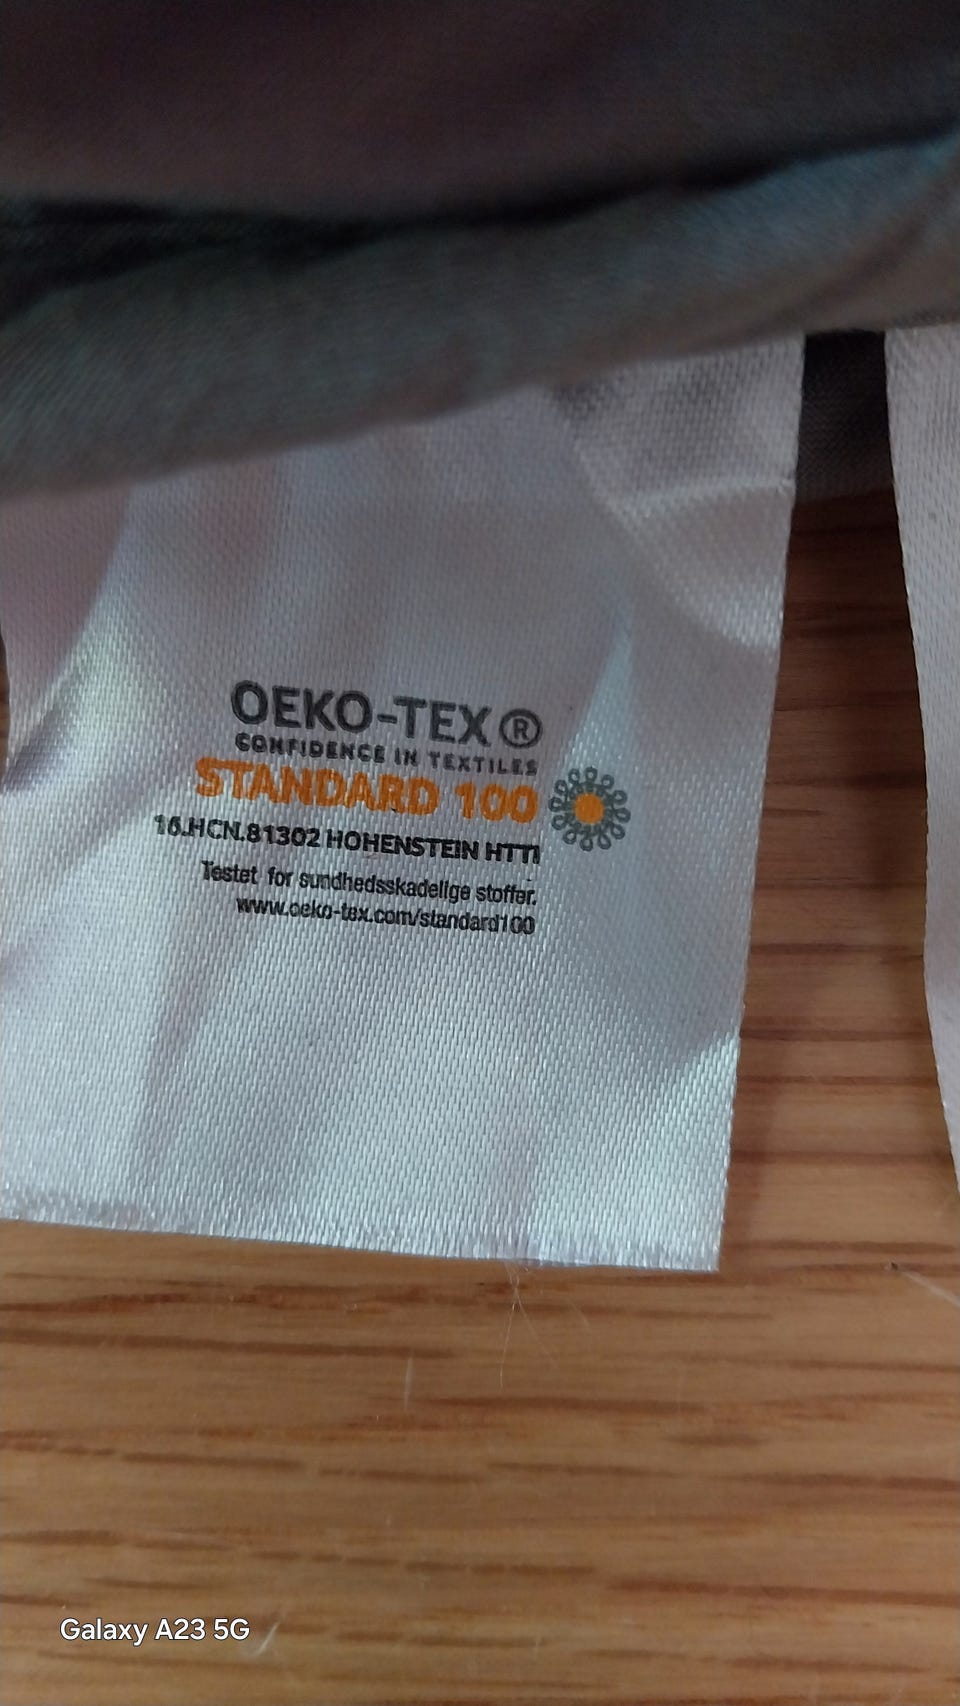 OEKO-TEX®
CONFIDENCE IN TEXTILES
STANDARD 100
16.HCN.81302 HOHENSTEIN HTTI
Testet for sundhedsskadelige stoffer.
www.oeko-tex.com/standard100
Galaxy A23 5G